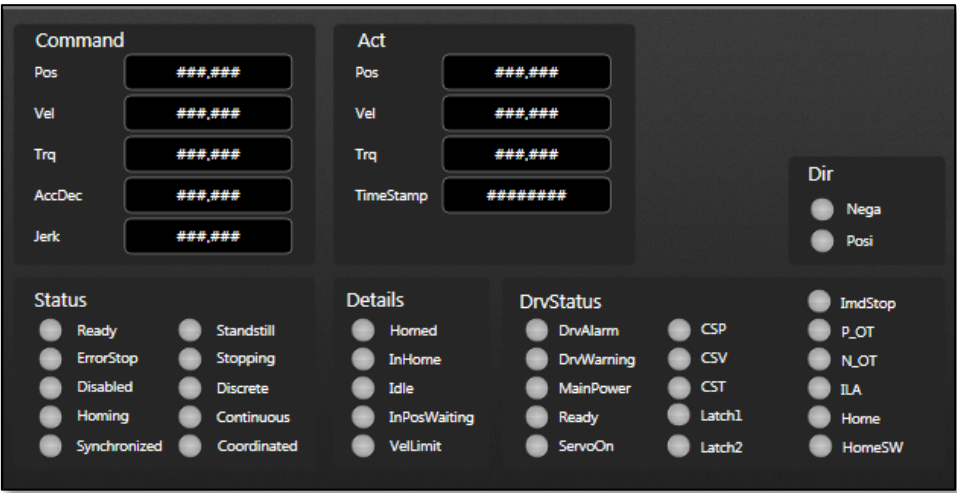 Command
Pos ###.###
Vel ###.###
Trq ###.###
AccDec ###.###
Jerk ###.###
Act
Pos ###.###
Vel ###.###
Trq ###.###
TimeStamp ########
Dir
Nega
Posi
Status
Ready Standstill
ErrorStop Stopping
Disabled Discrete
Homing Continuous
Synchronized Coordinated
Details
Homed
InHome
Idle
InPosWaiting
VelLimit
DrvStatus
DrvAlarm CSP
DrvWarning CSV
MainPower CST
Ready Latch1
ServoOn Latch2
ImdStop
P_OT
N_OT
ILA
Home
HomeSW